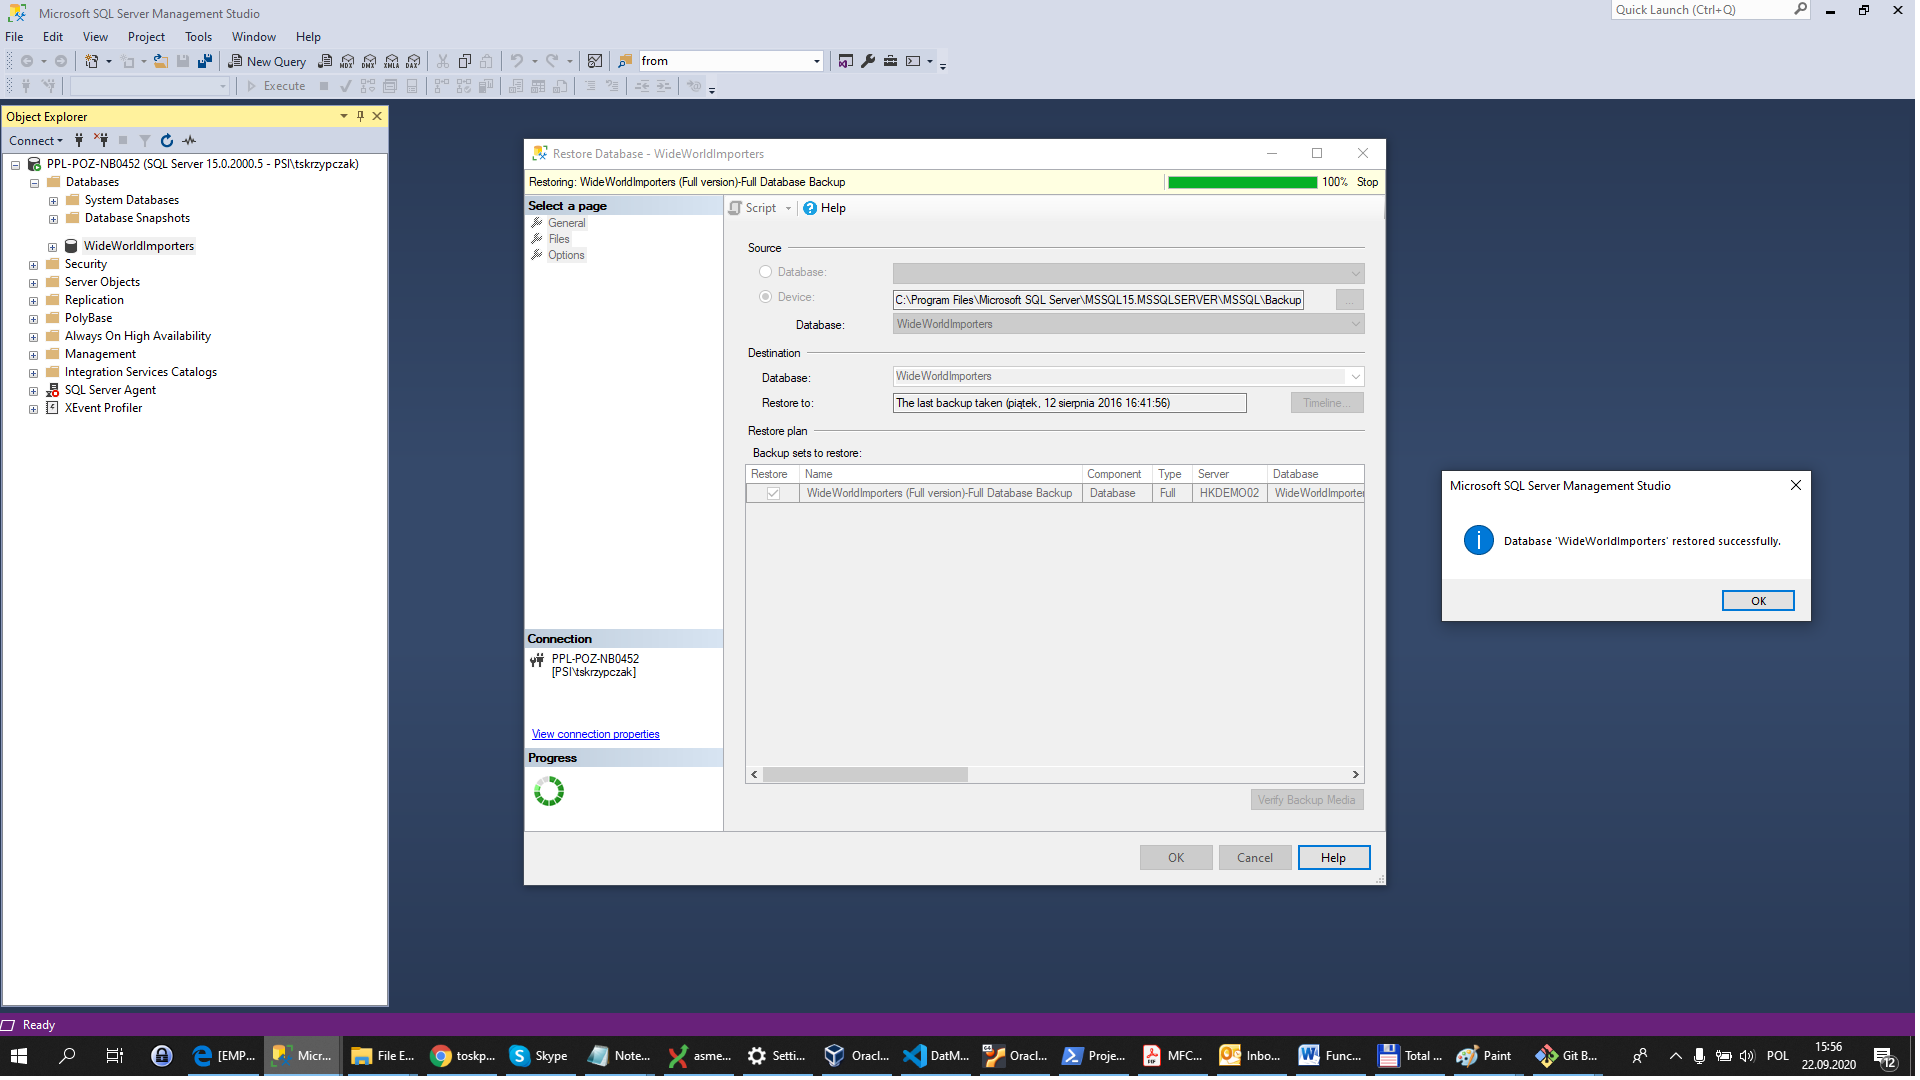 Microsoft SQL Server Management Studio
Quick Launch (Ctrl+Q)
File Edit View Project Tools Window Help
New Query MDX DMX XMLA DAX from
Execute
Object Explorer
Connect
PPL-POZ-NB0452 (SQL Server 15.0.2000.5 - PSI\tskrzypczak)
Databases
System Databases
Database Snapshots
WideWorldImporters
Security
Server Objects
Replication
PolyBase
Always On High Availability
Management
Integration Services Catalogs
SQL Server Agent
XEvent Profiler
Restore Database - WideWorldImporters
Restoring: WideWorldImporters (Full version)-Full Database Backup 100% Stop
Select a page
General
Files
Options
Script Help
Source
Database:
Device: C:\Program Files\Microsoft SQL Server\MSSQL15.MSSQLSERVER\MSSQL\Backup ...
Database: WideWorldImporters
Destination
Database: WideWorldImporters
Restore to: The last backup taken (piątek, 12 sierpnia 2016 16:41:56) Timeline...
Restore plan
Backup sets to restore:
Restore Name Component Type Server Database
WideWorldImporters (Full version)-Full Database Backup Database Full HKDEMO02 WideWorldImporter
Connection
PPL-POZ-NB0452
[PSI\tskrzypczak]
View connection properties
Progress
Verify Backup Media
OK Cancel Help
Microsoft SQL Server Management Studio
Database 'WideWorldImporters' restored successfully.
OK
Ready
[EMP... Micr... File E... toskp... Skype Note... asme... Setti... Oracl... DatM... Oracl... Proje... MFC... Inbo... Func... Total ... Paint Git B... POL 15:56
22.09.2020 12